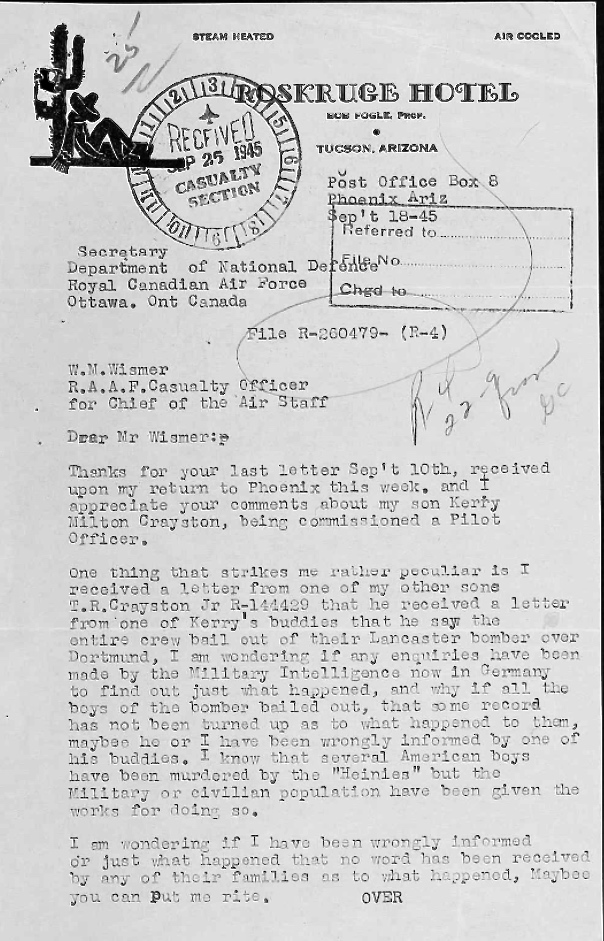 STEAM HEATED
AIR COOLED
25
ROSKRUGE HOTEL
BOB FOGLE, PROP.
TUCSON, ARIZONA
RECEIVED
SEP 25 1945
CASUALTY
SECTION
Post Office Box 8
Phoenix Ariz
Sep't 18-45
Referred to
File No
Chgd to
Secretary
Department of National Defence
Royal Canadian Air Force
Ottawa. Ont Canada
File R-260479- (R-4)
W.M.Wismer
R.A.A.F.Casualty Officer
for Chief of the Air Staff
R4
22
Dear Mr Wismer:
Thanks for your last letter Sep't 10th, received
upon my return to Phoenix this week. and I
appreciate your comments about my son Kerry
Milton Crayston, being commissioned a Pilot
Officer.
One thing that strikes me rather peculiar is I
received a letter from one of my other sons
T.R.Crayston Jr R-144429 that he received a letter
from one of Kerry's buddies that he say the
entire crew bail out of their Lancaster bomber over
Dortmund, I am wondering if any enquiries have been
made by the Military Intelligence now in Germany
to find out just what happened, and why if all the
boys of the bomber bailed out, that some record
has not been turned up as to what happened to them,
maybee he or I have been wrongly informed by one of
his buddies. I know that several American boys
have been murdered by the "Heinies" but the
Military or civilian population have been given the
works for doing so.
I am wondering if I have been wrongly informed
or just what happened that no word has been received
by any of their families as to what happened, Maybee
you can put me rite. OVER